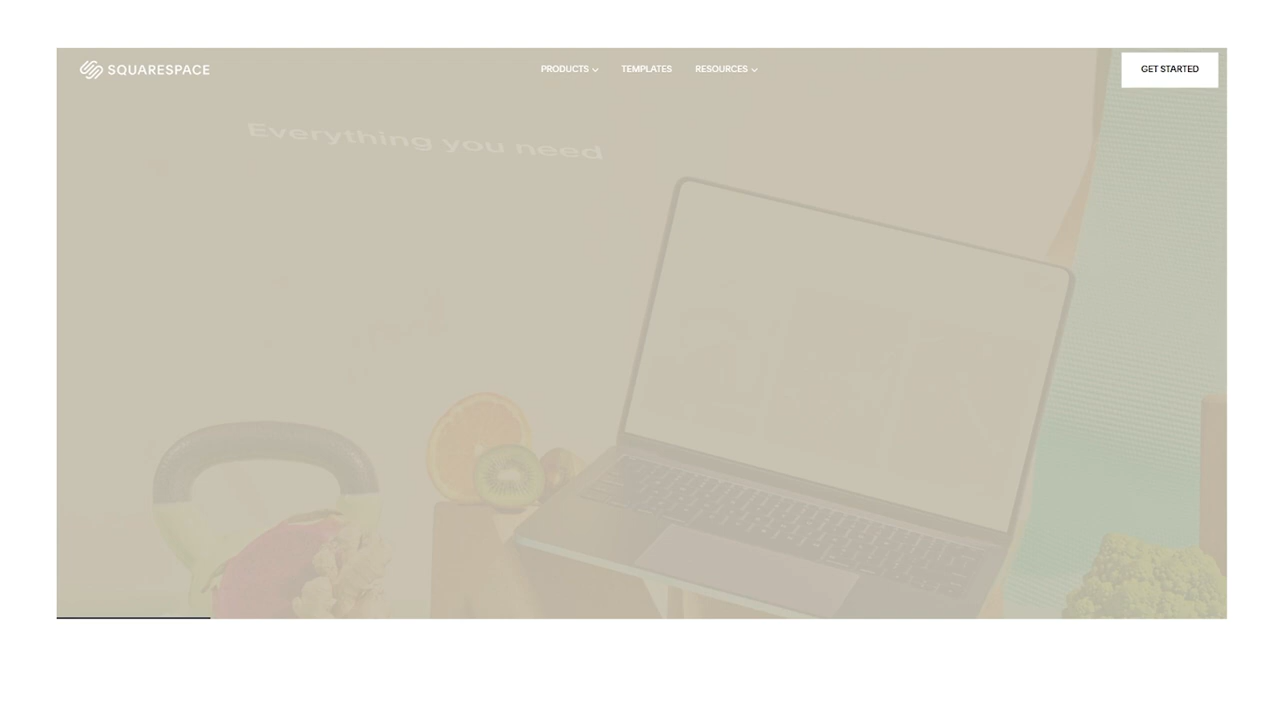 SQUARESPACE
PRODUCTS
TEMPLATES
RESOURCES
GET STARTED
Everything you need